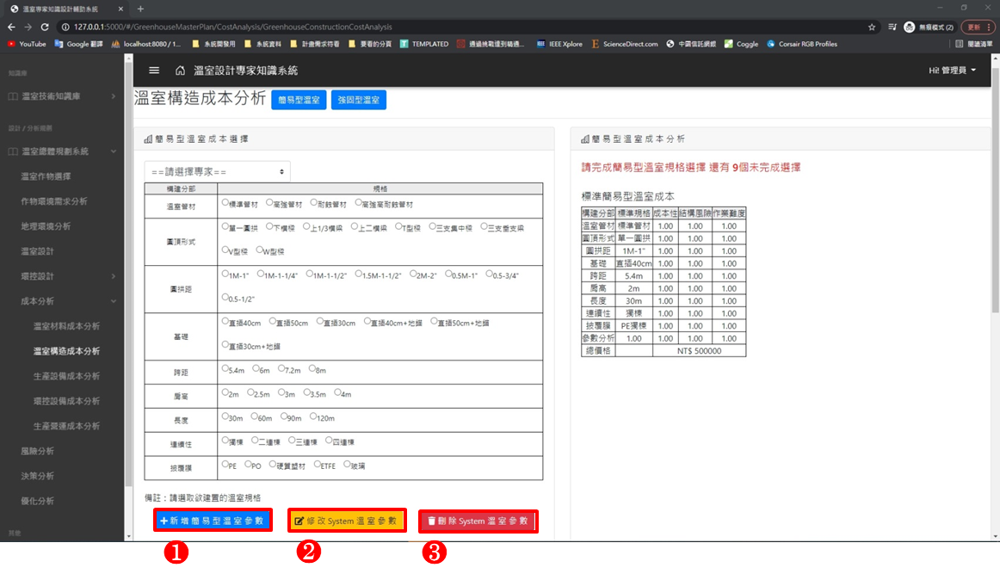 溫室專家知識設計輔助系統
127.0.0.1:5000/#/GreenhouseMasterPlan/CostAnalysis/GreenhouseConstructionCostAnalysis
無痕模式 (2)
更新
YouTube
Google 翻譯
localhost:8080 / 1...
系統開發用
系統資料
計畫需求待看
要看的分頁
TEMPLATED
通過挑戰達到精通...
IEEE Xplore
ScienceDirect.com
中霸信託網銀
Coggle
Corsair RGB Profiles
閱讀清單
知識庫
溫室技術知識庫
設計 / 分析規劃
溫室總體規劃系統
溫室作物選擇
作物環境需求分析
地理環境分析
溫室設計
環控設計
成本分析
溫室材料成本分析
溫室構造成本分析
生產設備成本分析
環控設備成本分析
生產營運成本分析
風險分析
決策分析
優化分析
其他
溫室設計專家知識系統
Hi! 管理員
溫室構造成本分析 簡易型溫室 強固型溫室
簡易型溫室成本選擇
==請選擇專家==
構建分部 規格
溫室管材 標準管材 高強管材 耐蝕管材 高強高耐蝕管材
圓頂形式 單一圓拱 下橫樑 上1/3橫梁 上二橫梁 T型樑 三支集中樑 三支垂支梁
V型樑 W型樑
圓拱距 1M-1" 1M-1-1/4" 1M-1-1/2" 1.5M-1-1/2" 2M-2" 0.5M-1" 0.5-3/4"
0.5-1/2"
基礎 直插40cm 直插50cm 直插30cm 直插40cm+地錨 直插50cm+地錨
直插30cm+地錨
跨距 5.4m 6m 7.2m 8m
肩高 2m 2.5m 3m 3.5m 4m
長度 30m 60m 90m 120m
連續性 獨棟 二連棟 三連棟 四連棟
披覆膜 PE PO 硬質塑材 ETFE 玻璃
備註：請選取欲建置的溫室規格
新增簡易型溫室參數
修改 System 溫室參數
刪除 System 溫室參數
1 2 3
簡易型溫室成本分析
請完成簡易型溫室規格選擇 還有 9個未完成選擇
標準簡易型溫室成本
構建分部 標準規格 成本性 結構風險 作業難度
溫室管材 標準管材 1.00 1.00 1.00
圓頂形式 單一圓拱 1.00 1.00 1.00
圓拱距 1M-1" 1.00 1.00 1.00
基礎 直插40cm 1.00 1.00 1.00
跨距 5.4m 1.00 1.00 1.00
肩高 2m 1.00 1.00 1.00
長度 30m 1.00 1.00 1.00
連續性 獨棟 1.00 1.00 1.00
披覆膜 PE獨棟 1.00 1.00 1.00
參數分析 1.00 1.00 1.00 1.00
總價格 NT$ 500000